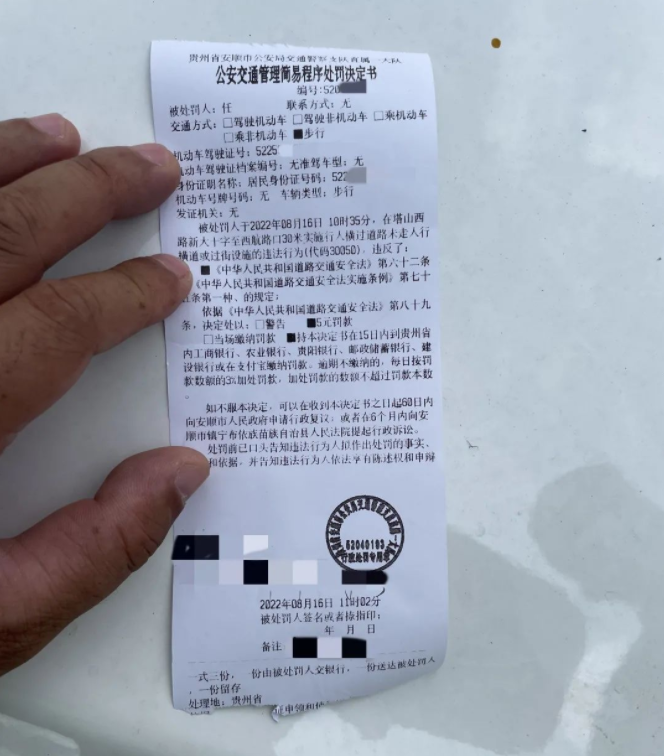 贵州省安顺市公安局交通警察支队直属一大队
公安交通管理简易程序处罚决定书
编号:520
被处罚人: 任 联系方式: 无
交通方式: □驾驶机动车 □驾驶非机动车 □乘机动车
□乘非机动车 ■步行
机动车驾驶证号: 5225
机动车驾驶证档案编号: 无准驾车型: 无
身份证职名称: 居民身份证号码: 522
机动车号牌号码: 无 车辆类型: 步行
发证机关: 无
被处罚人于2022年08月16日 10时35分, 在塔山西
路新大十字至西航路口30米实施行人横过道路未走人行
横道或过街设施的违法行为(代码30050). 违反了:
■《中华人民共和国道路交通安全法》第六十二条
《中华人民共和国道路交通安全法实施条例》第七十
五条第一种、的规定;
依据《中华人民共和国道路交通安全法》第八十九
条, 决定处以: □警告 ■5元罚款
□当场缴纳罚款 ■持本决定书在15日内到贵州省
内工商银行、农业银行、贵阳银行、邮政储蓄银行、建
设银行或在支付宝缴纳罚款。逾期不缴纳的, 每日按罚
款数额的3%加处罚款, 加处罚款的数额不超过罚款本数
。
如不服本决定, 可以在收到本决定书之日起60日内
向安顺市人民政府申请行政复议; 或者在6个月内向安
顺市镇宁布依族苗族自治县人民法院提起行政诉讼。
处罚前已口头告知违法行为人拟作出处罚的事实、
和依据, 并告知违法行为人依法享有陈述权和申辩
52040103
行政处罚专用章
2022年08月16日 11时02分
被处罚人签名或者捺指印:
年 月 日
备注
一式三份, 份由被处罚人交银行, 一份送达被处罚人
, 一份留存
处理地: 贵州省